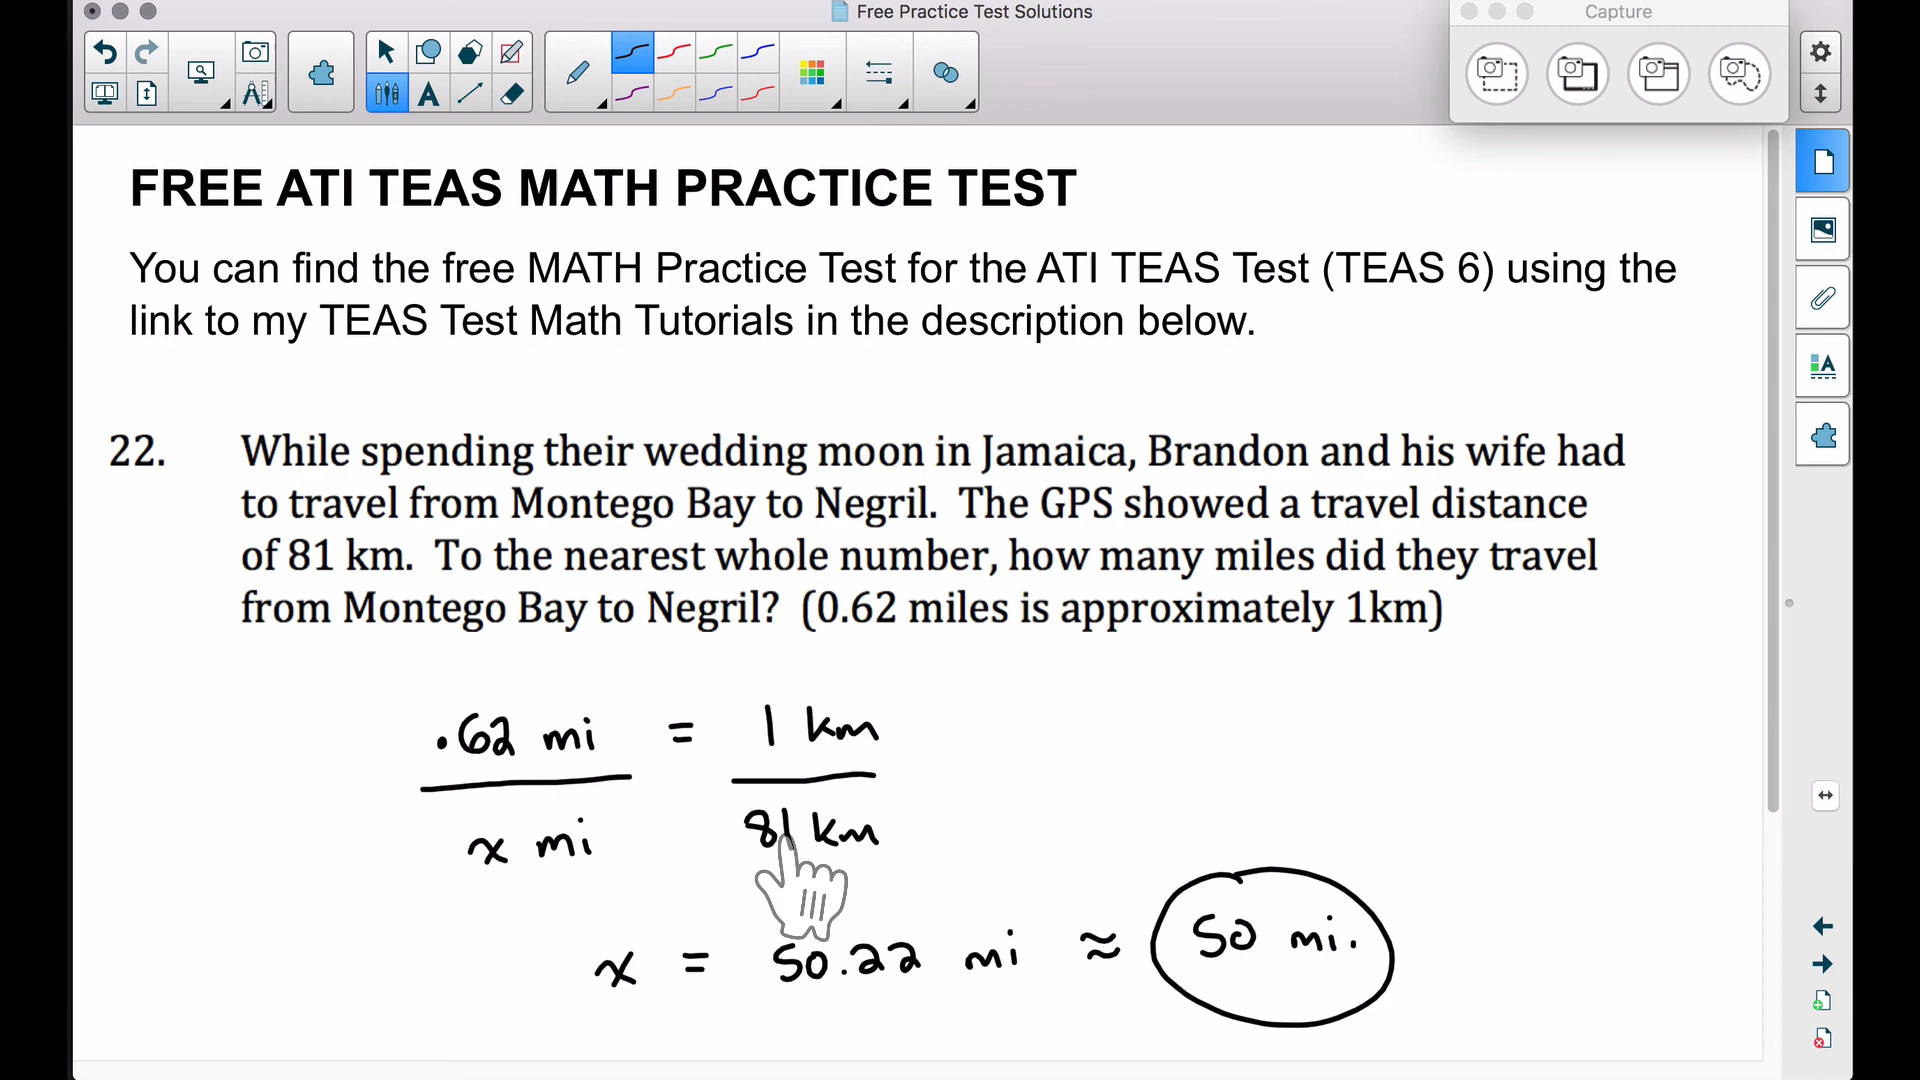 Free Practice Test Solutions
Capture
FREE ATI TEAS MATH PRACTICE TEST
You can find the free MATH Practice Test for the ATI TEAS Test (TEAS 6) using the
link to my TEAS Test Math Tutorials in the description below.
22. While spending their wedding moon in Jamaica, Brandon and his wife had
to travel from Montego Bay to Negril. The GPS showed a travel distance
of 81 km. To the nearest whole number, how many miles did they travel
from Montego Bay to Negril? (0.62 miles is approximately 1km)
.62 mi = 1 km
x mi 81 km
x = 50.22 mi ≈ 50 mi.